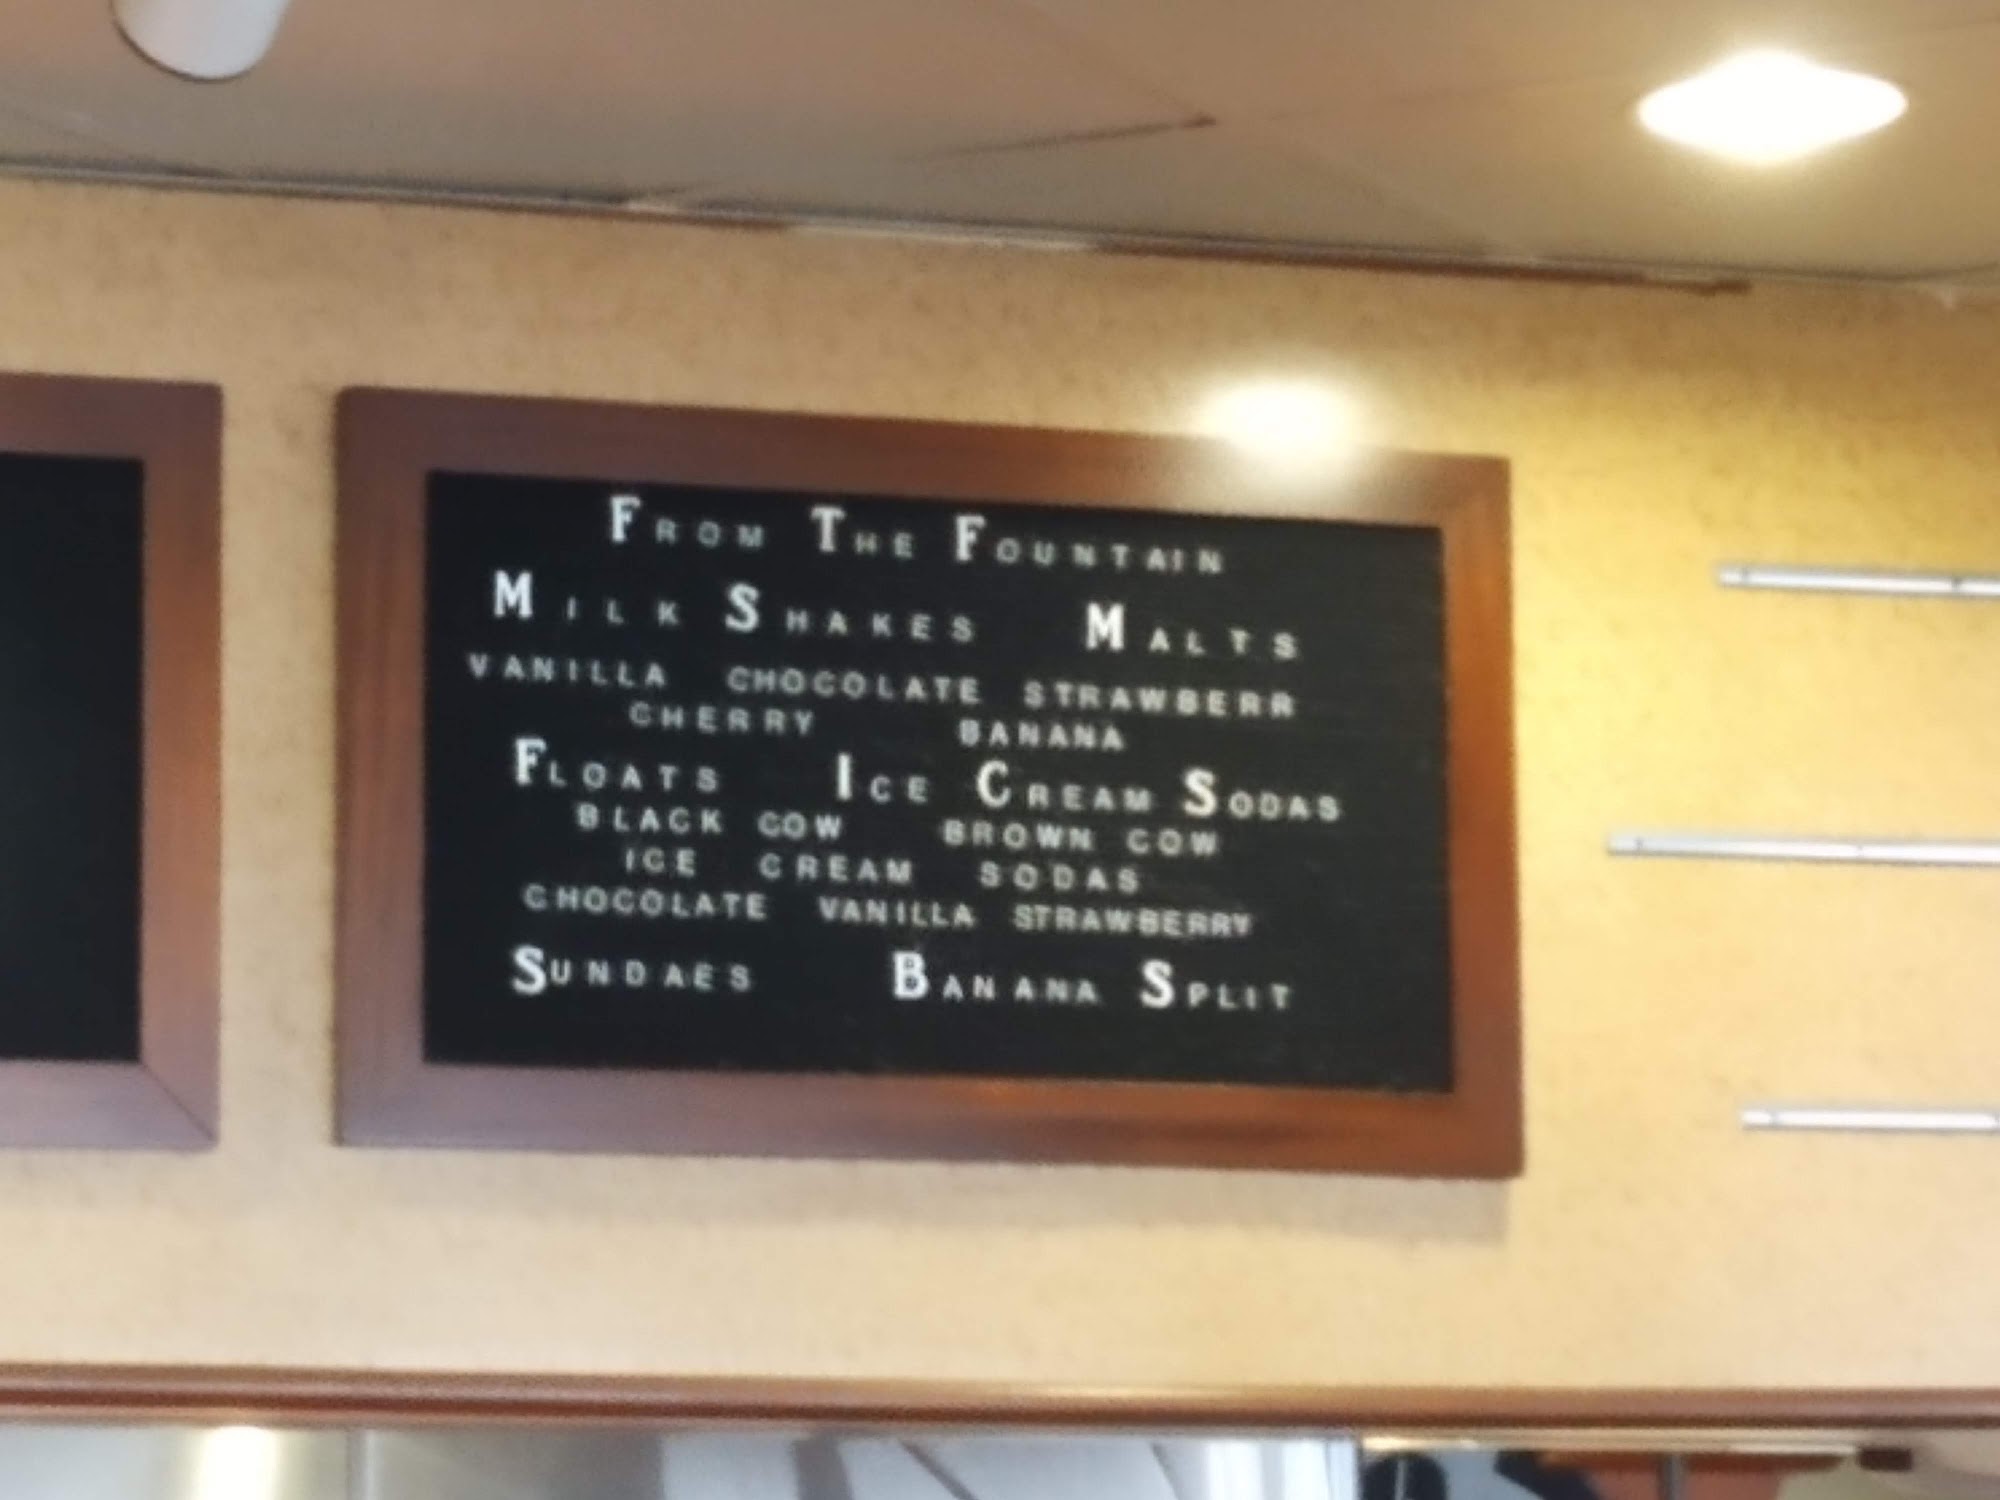 From The Fountain
Milk Shakes Malts
VANILLA CHOCOLATE STRAWBERR
CHERRY BANANA
Floats Ice Cream Sodas
BLACK COW BROWN COW
ICE CREAM SODAS
CHOCOLATE VANILLA STRAWBERRY
Sundaes Banana Split